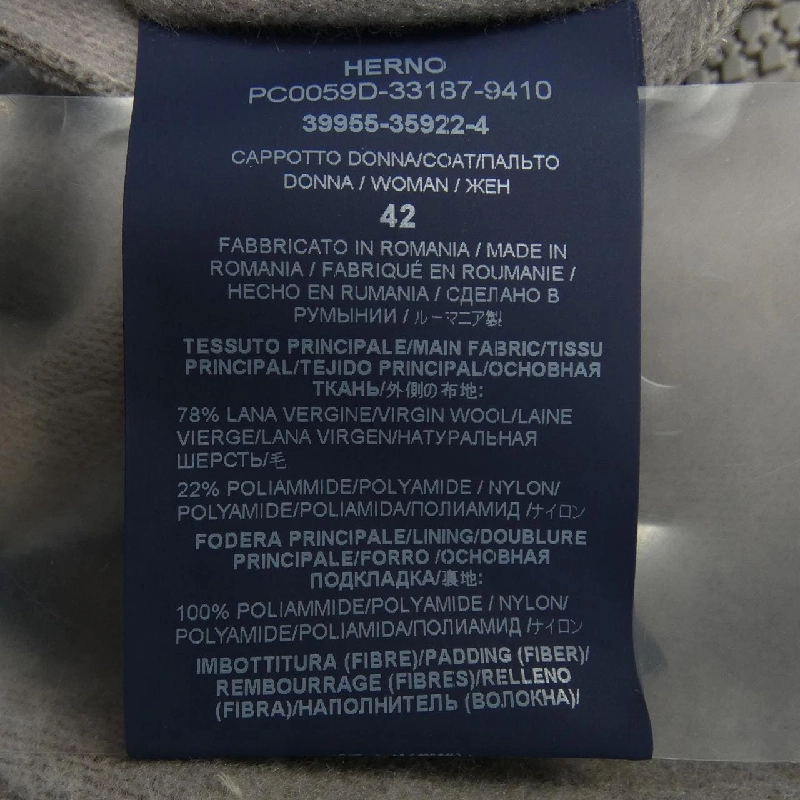 HERNO
PC0059D-33187-9410
39955-35922-4
CAPPOTTO DONNA/COAT/ПАЛЬТО
DONNA / WOMAN / ЖЕН
42
FABBRICATO IN ROMANIA / MADE IN
ROMANIA / FABRIQUÉ EN ROUMANIE /
HECHO EN RUMANIA / СДЕЛАНО В
РУМЫНИИ / ルーマニア製
TESSUTO PRINCIPALE/MAIN FABRIC/TISSU
PRINCIPAL/TEJIDO PRINCIPAL/ОСНОВНАЯ
ТКАНЬ/外側の布地:
78% LANA VERGINE/VIRGIN WOOL/LAINE
VIERGE/LANA VIRGEN/НАТУРАЛЬНАЯ
ШЕРСТЬ/毛
22% POLIAMMIDE/POLYAMIDE / NYLON/
POLYAMIDE/POLIAMIDA/ПОЛИАМИД /ナイロン
FODERA PRINCIPALE/LINING/DOUBLURE
PRINCIPALE/FORRO /ОСНОВНАЯ
ПОДКЛАДКА/裏地:
100% POLIAMMIDE/POLYAMIDE / NYLON/
POLYAMIDE/POLIAMIDA/ПОЛИАМИД /ナイロン
IMBOTTITURA (FIBRE)/PADDING (FIBER)/
REMBOURRAGE (FIBRES)/RELLENO
(FIBRA)/НАПОЛНИТЕЛЬ (ВОЛОКНА)/